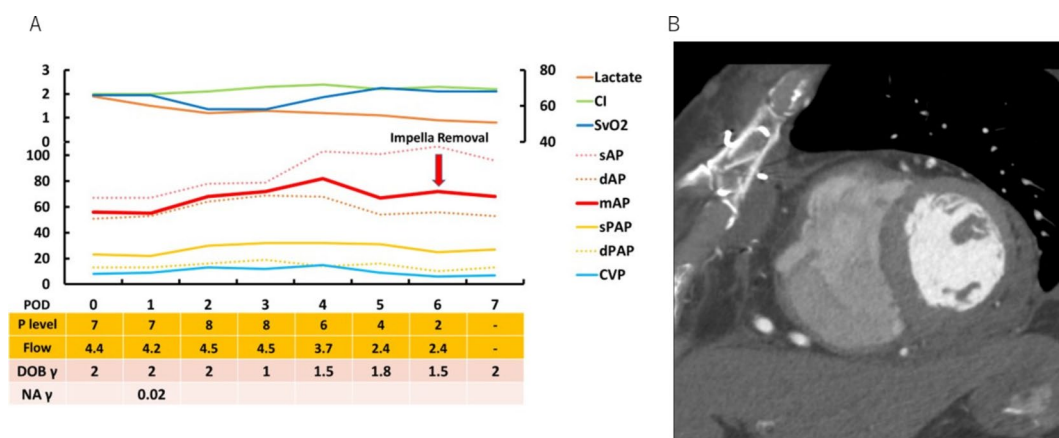 A
B
3
2
1
0
80
60
40
Lactate
CI
SvO2
Impella Removal
100
80
60
40
20
0
sAP
dAP
mAP
sPAP
dPAP
CVP
POD 0 1 2 3 4 5 6 7
P level 7 7 8 8 6 4 2 -
Flow 4.4 4.2 4.5 4.5 3.7 2.4 2.4 -
DOB γ 2 2 2 1 1.5 1.8 1.5 2
NA γ 0.02